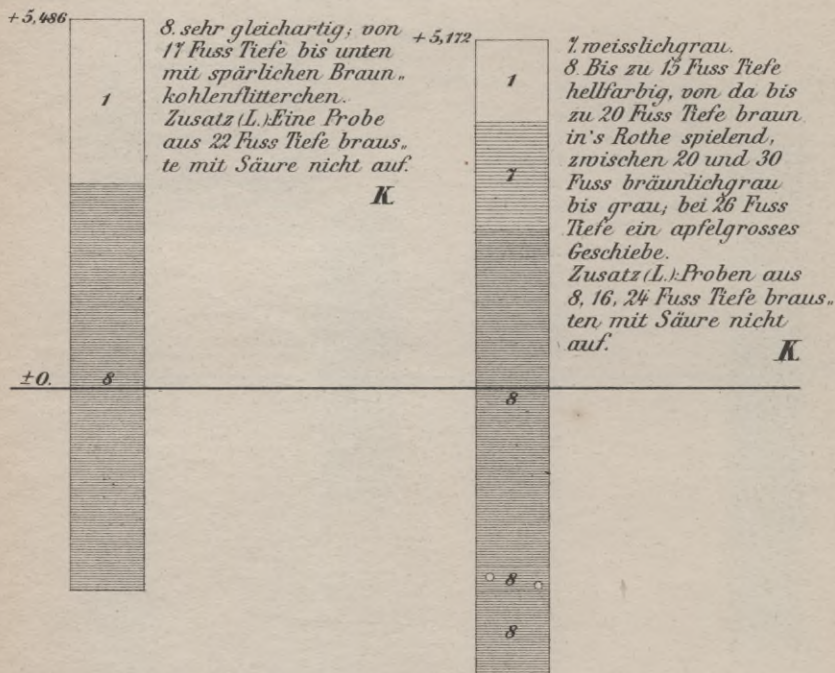 +5,486
1
8
±0.
8. sehr gleichartig; von
17 Fuss Tiefe bis unten
mit spärlichen Braun„
kohlenflitterchen.
Zusatz (L.): Eine Probe
aus 22 Fuss Tiefe braus„
te mit Säure nicht auf.
K
+5,172
1
7
8
8
8
7. weisslichgrau.
8. Bis zu 15 Fuss Tiefe
hellfarbig, von da bis
zu 20 Fuss Tiefe braun
in's Rothe spielend,
zwischen 20 und 30
Fuss bräunlichgrau
bis grau; bei 26 Fuss
Tiefe ein apfelgrosses
Geschiebe.
Zusatz (L.): Proben aus
8, 16, 24 Fuss Tiefe braus„
ten mit Säure nicht
auf.
K